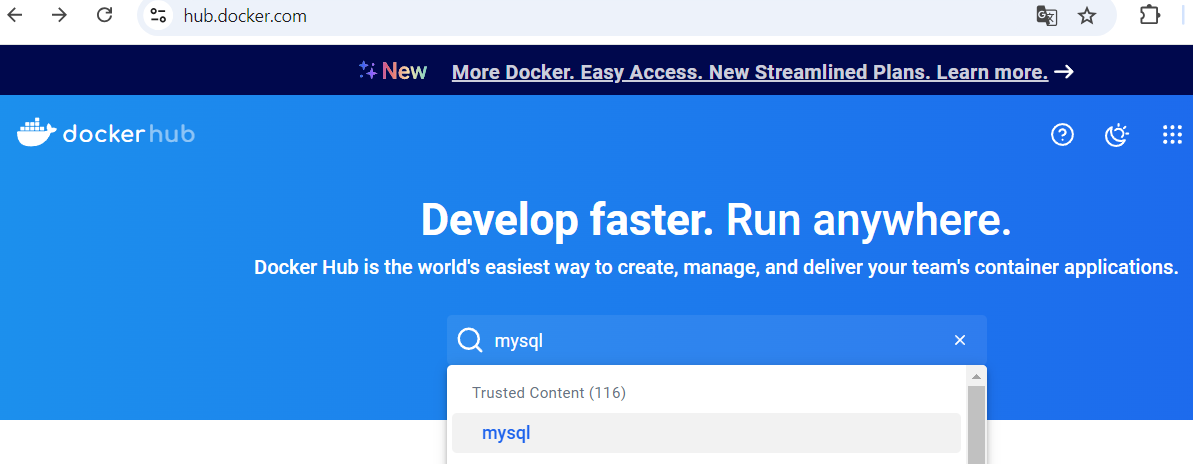 hub.docker.com
New More Docker. Easy Access. New Streamlined Plans. Learn more. →
docker hub
Develop faster. Run anywhere.
Docker Hub is the world's easiest way to create, manage, and deliver your team's container applications.
mysql
Trusted Content (116)
mysql